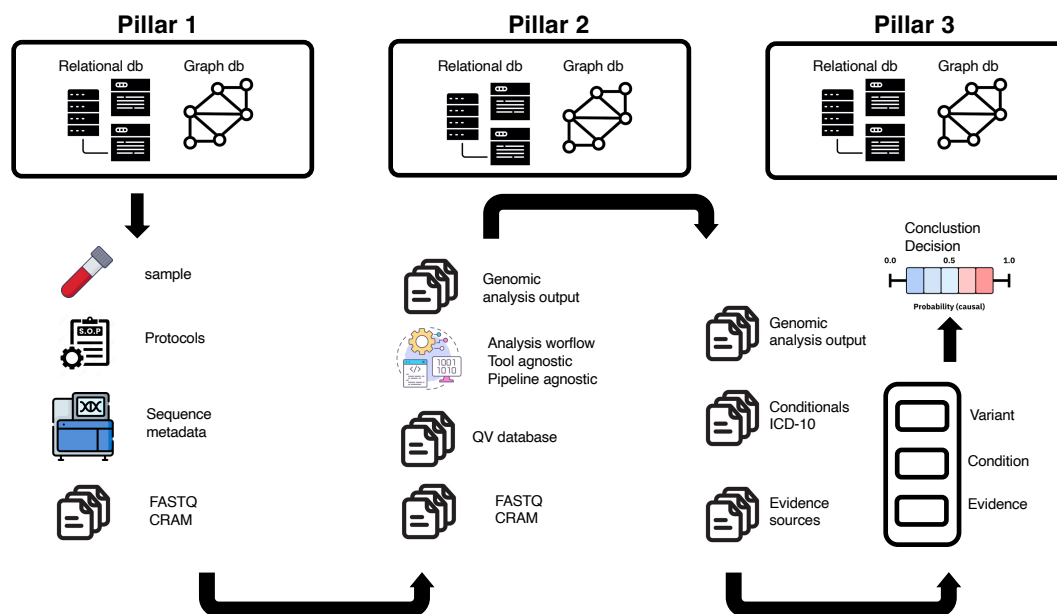 Pillar 1
Relational db
Graph db
sample
S.O.P
Protocols
Sequence
metadata
FASTQ
CRAM
Pillar 2
Relational db
Graph db
Genomic
analysis output
Analysis worflow
Tool agnostic
Pipeline agnostic
1001
1010
QV database
FASTQ
CRAM
Pillar 3
Relational db
Graph db
Genomic
analysis output
Conditionals
ICD-10
Evidence
sources
Conclustion
Decision
0.0
0.5
1.0
Probability (causal)
Variant
Condition
Evidence